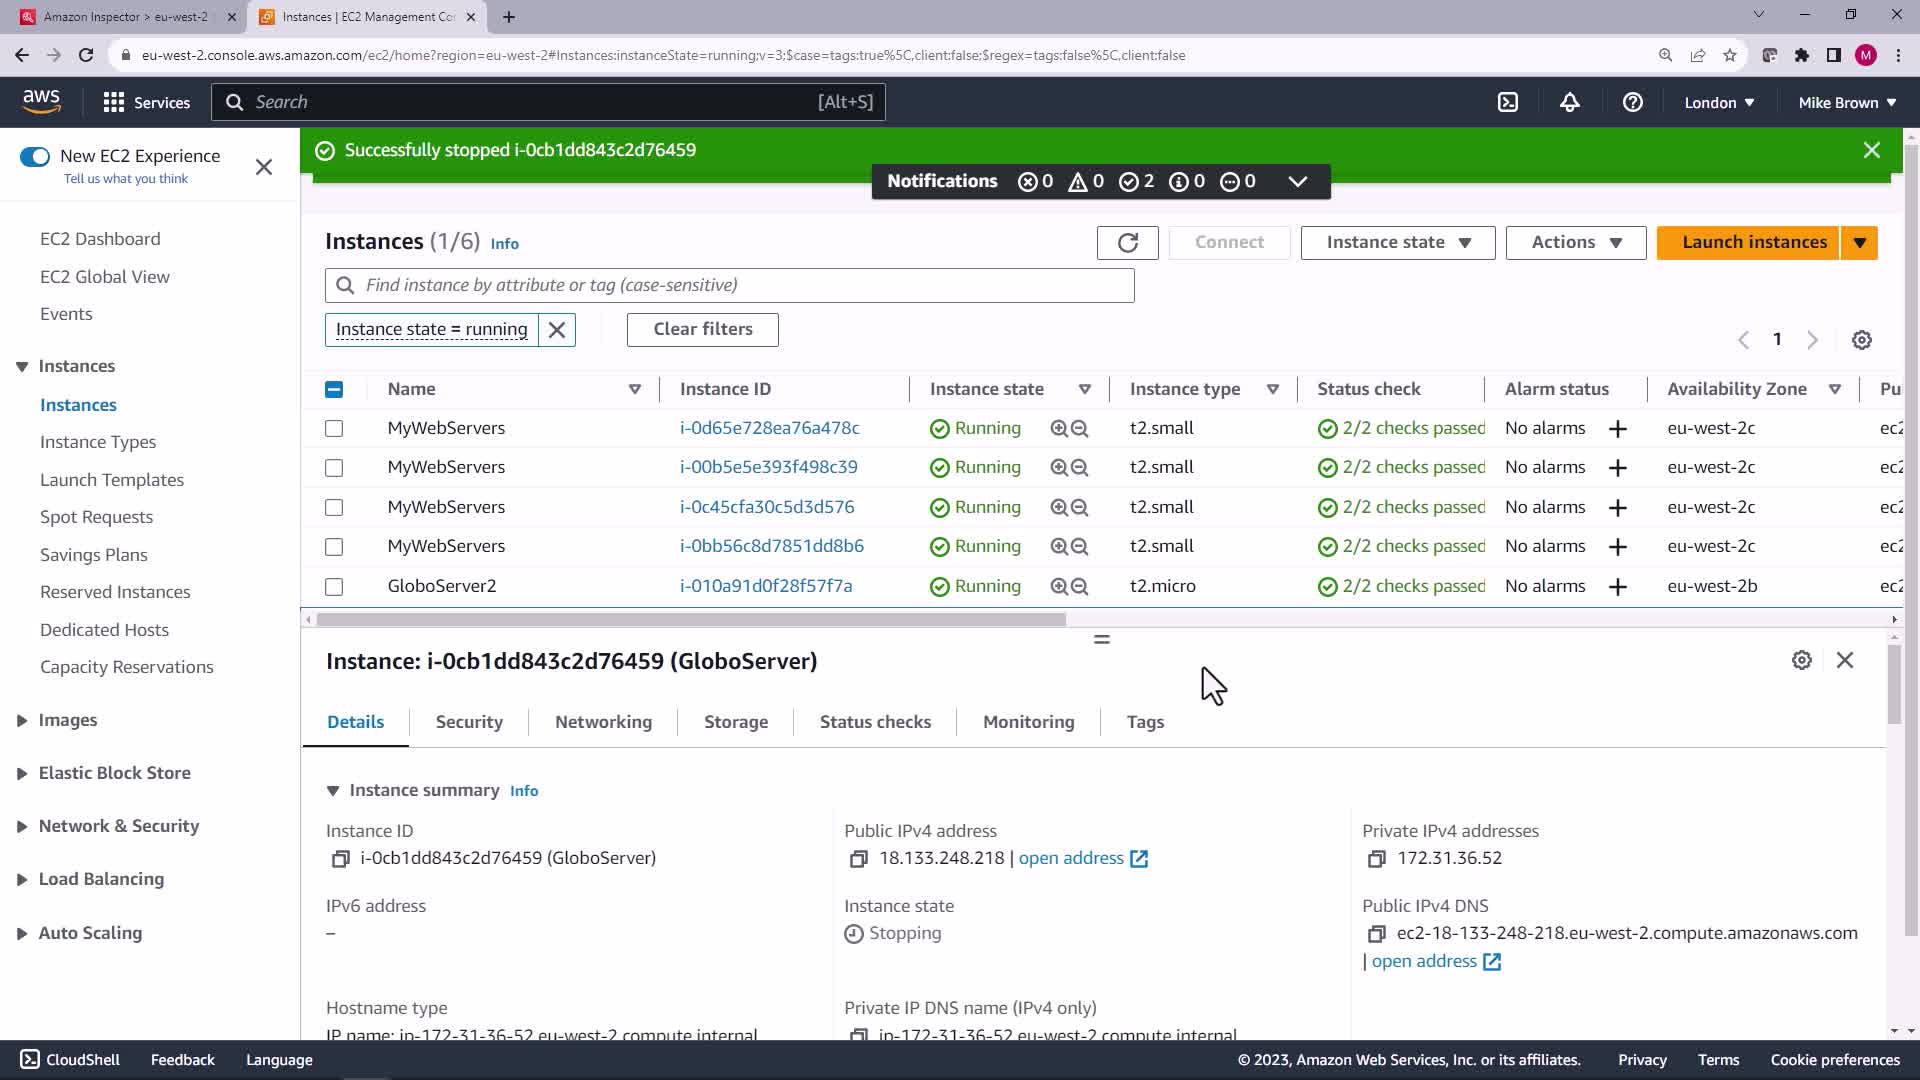 Amazon Inspector > eu-west-2
Instances | EC2 Management Co
eu-west-2.console.aws.amazon.com/ec2/home?region=eu-west-2#Instances:instanceState=running;v=3;$case=tags:true%5C,client:false;$regex=tags:false%5C,client:false
M
aws
Services
Search
[Alt+S]
London
Mike Brown
New EC2 Experience
Tell us what you think
EC2 Dashboard
EC2 Global View
Events
Instances
Instances
Instance Types
Launch Templates
Spot Requests
Savings Plans
Reserved Instances
Dedicated Hosts
Capacity Reservations
Images
Elastic Block Store
Network & Security
Load Balancing
Auto Scaling
Successfully stopped i-0cb1dd843c2d76459
Notifications 0 0 2 0 0
Instances (1/6) Info
Connect
Instance state
Actions
Launch instances
Find instance by attribute or tag (case-sensitive)
Instance state = running
Clear filters
1
Name Instance ID Instance state Instance type Status check Alarm status Availability Zone Pu
MyWebServers i-0d65e728ea76a478c Running t2.small 2/2 checks passed No alarms + eu-west-2c ec2
MyWebServers i-00b5e5e393f498c39 Running t2.small 2/2 checks passed No alarms + eu-west-2c ec2
MyWebServers i-0c45cfa30c5d3d576 Running t2.small 2/2 checks passed No alarms + eu-west-2c ec2
MyWebServers i-0bb56c8d7851dd8b6 Running t2.small 2/2 checks passed No alarms + eu-west-2c ec2
GloboServer2 i-010a91d0f28f57f7a Running t2.micro 2/2 checks passed No alarms + eu-west-2b ec2
Instance: i-0cb1dd843c2d76459 (GloboServer)
Details Security Networking Storage Status checks Monitoring Tags
Instance summary Info
Instance ID
i-0cb1dd843c2d76459 (GloboServer)
Public IPv4 address
18.133.248.218 | open address
Private IPv4 addresses
172.31.36.52
IPv6 address
–
Instance state
Stopping
Public IPv4 DNS
ec2-18-133-248-218.eu-west-2.compute.amazonaws.com
| open address
Hostname type
IP name: ip-172-31-36-52.eu-west-2.compute.internal
Private IP DNS name (IPv4 only)
ip-172-31-36-52.eu-west-2.compute.internal
CloudShell Feedback Language
© 2023, Amazon Web Services, Inc. or its affiliates. Privacy Terms Cookie preferences